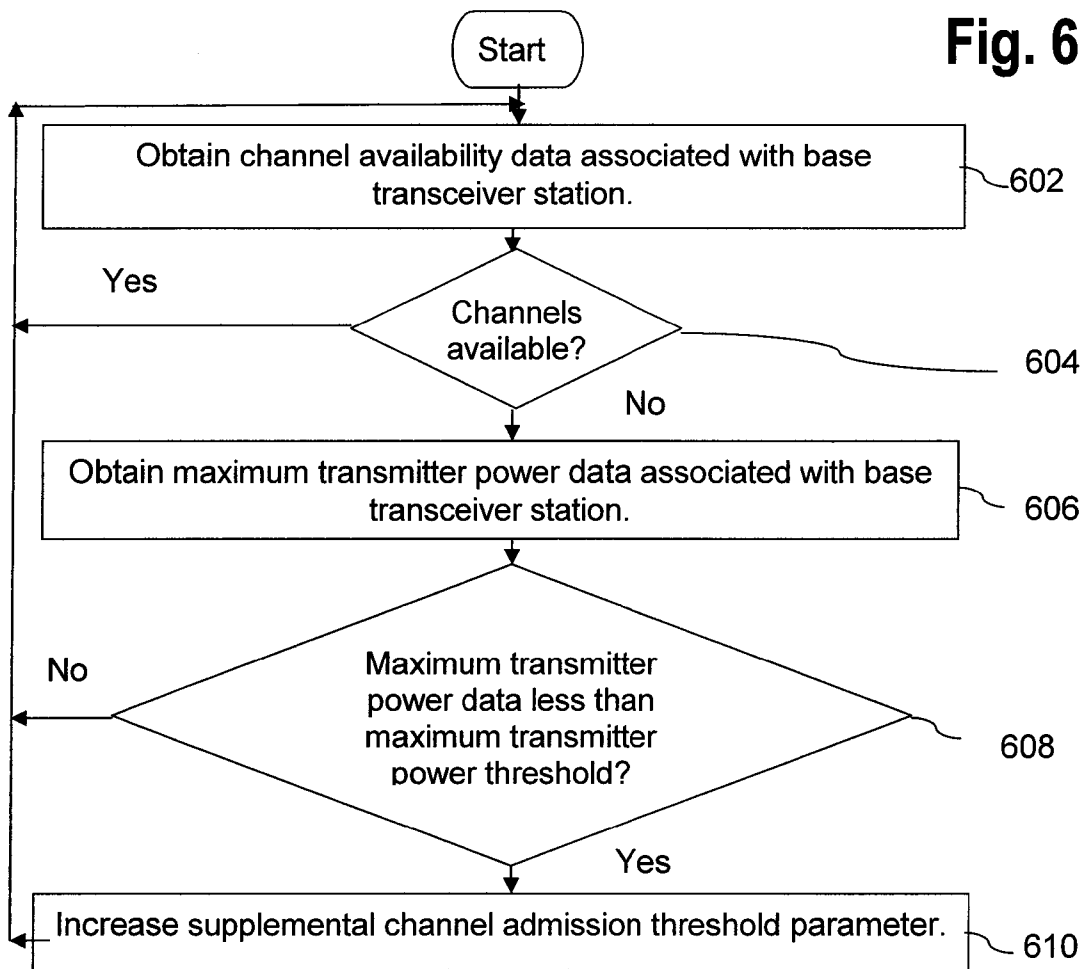 Fig. 6
Start
Obtain channel availability data associated with base
transceiver station.
602
Yes
Channels
available?
604
No
Obtain maximum transmitter power data associated with base
transceiver station.
606
No
Maximum transmitter
power data less than
maximum transmitter
power threshold?
608
Yes
Increase supplemental channel admission threshold parameter.
610